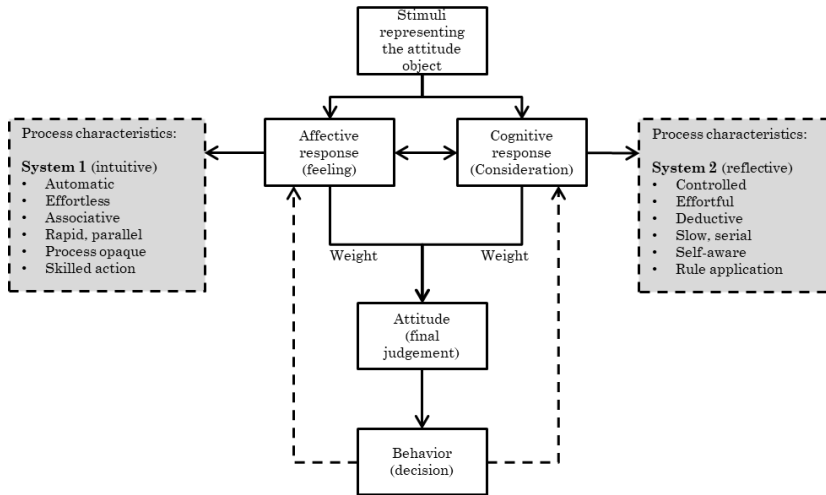 Stimuli
representing
the attitude
object
Process characteristics:
System 1 (intuitive)
• Automatic
• Effortless
• Associative
• Rapid, parallel
• Process opaque
• Skilled action
Affective
response
(feeling)
Cognitive
response
(Consideration)
Process characteristics:
System 2 (reflective)
• Controlled
• Effortful
• Deductive
• Slow, serial
• Self-aware
• Rule application
Weight
Weight
Attitude
(final
judgement)
Behavior
(decision)